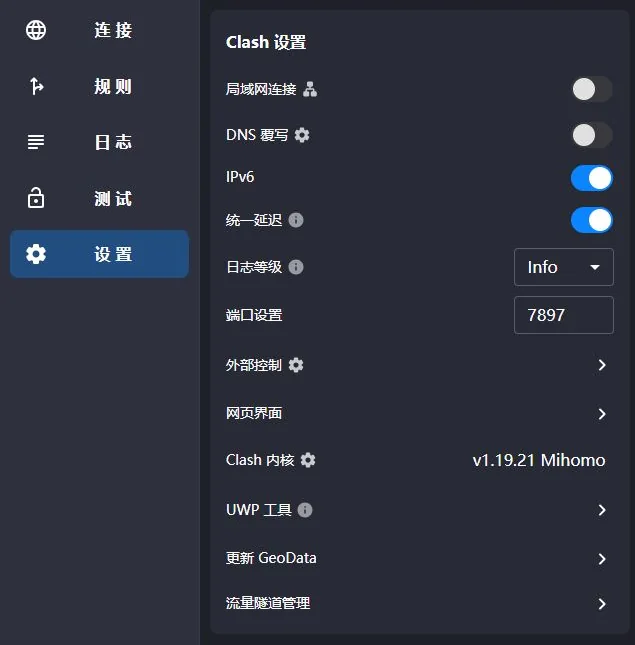 连接
规则
日志
测试
设置
Clash 设置
局域网连接
DNS 覆写
IPv6
统一延迟
日志等级 Info
端口设置 7897
外部控制
网页界面
Clash 内核 v1.19.21 Mihomo
UWP 工具
更新 GeoData
流量隧道管理